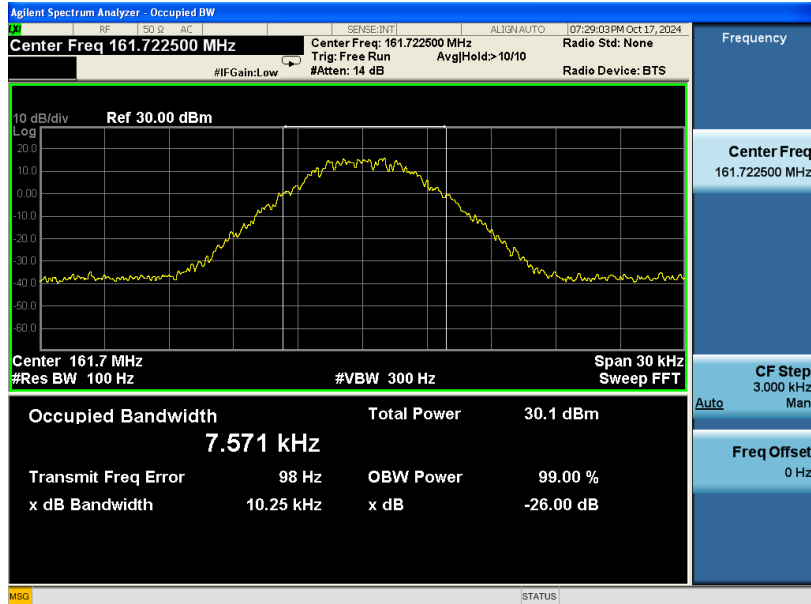 Agilent Spectrum Analyzer - Occupied BW
LXI RF 50 Ω AC SENSE:INT ALIGN AUTO 07:29:03 PM Oct 17, 2024
Center Freq 161.722500 MHz
Center Freq: 161.722500 MHz
Radio Std: None
Trig: Free Run Avg|Hold:>10/10
#IFGain:Low
#Atten: 14 dB
Radio Device: BTS
10 dB/div Ref 30.00 dBm
Log
20.0
10.0
0.00
-10.0
-20.0
-30.0
-40.0
-50.0
-60.0
Center 161.7 MHz Span 30 kHz
#Res BW 100 Hz #VBW 300 Hz Sweep FFT
Occupied Bandwidth Total Power 30.1 dBm
7.571 kHz
Transmit Freq Error 98 Hz OBW Power 99.00 %
x dB Bandwidth 10.25 kHz x dB -26.00 dB
Frequency
Center Freq
161.722500 MHz
CF Step
3.000 kHz
Auto Man
Freq Offset
0 Hz
MSG STATUS